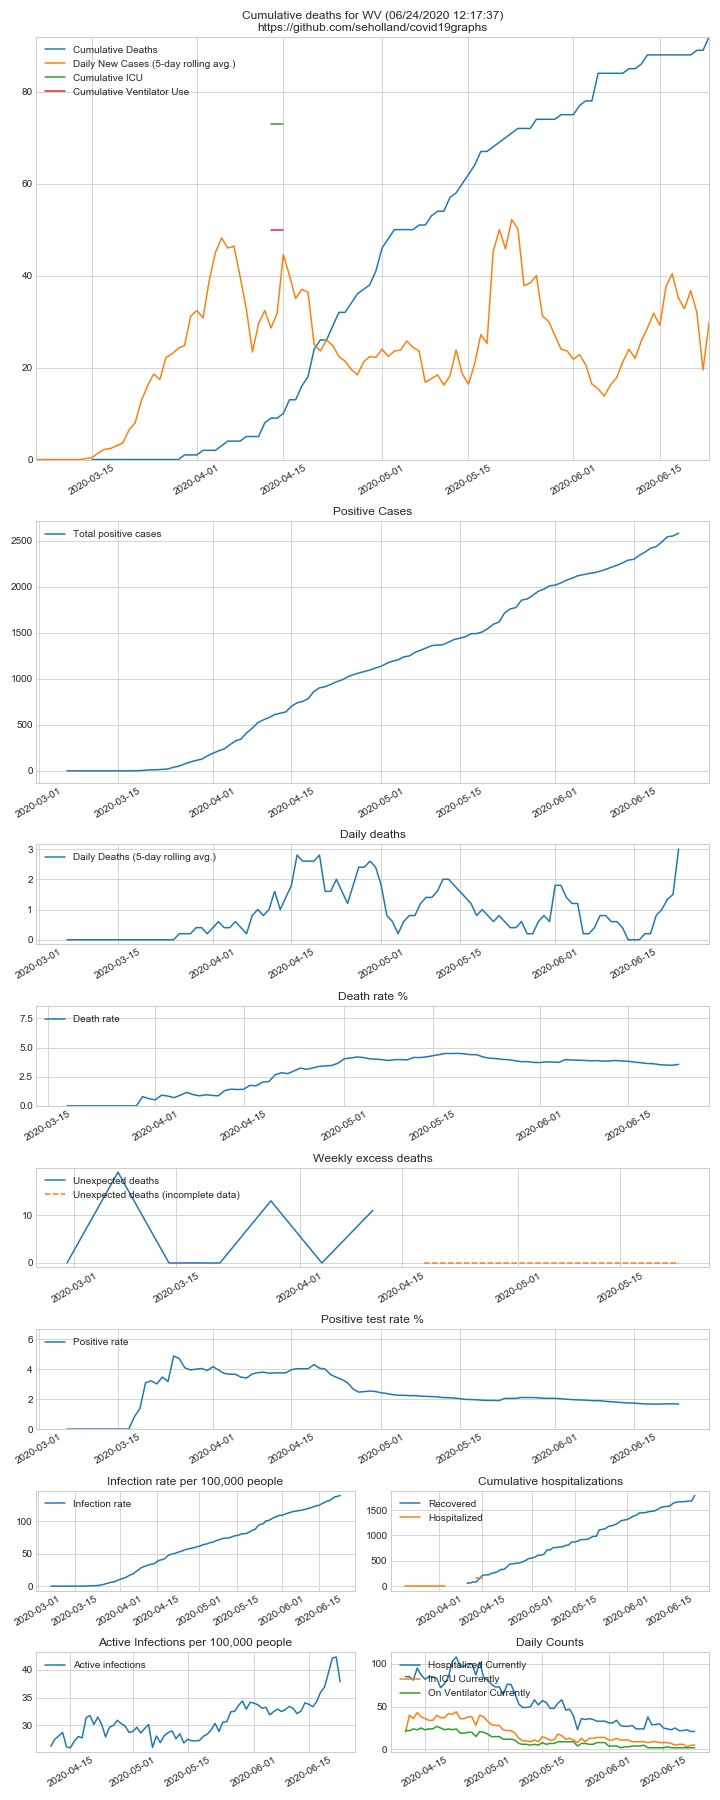 Cumulative deaths for WV (06/24/2020 12:17:37)
https://github.com/seholland/covid19graphs
Cumulative Deaths
Daily New Cases (5-day rolling avg.)
Cumulative ICU
Cumulative Ventilator Use
80
60
40
20
0
2020-03-15 2020-04-01 2020-04-15 2020-05-01 2020-05-15 2020-06-01 2020-06-15
Positive Cases
Total positive cases
2500
2000
1500
1000
500
0
2020-03-01 2020-03-15 2020-04-01 2020-04-15 2020-05-01 2020-05-15 2020-06-01 2020-06-15
Daily deaths
Daily Deaths (5-day rolling avg.)
3
2
1
0
2020-03-01 2020-03-15 2020-04-01 2020-04-15 2020-05-01 2020-05-15 2020-06-01 2020-06-15
Death rate %
Death rate
7.5
5.0
2.5
0.0
2020-03-15 2020-04-01 2020-04-15 2020-05-01 2020-05-15 2020-06-01 2020-06-15
Weekly excess deaths
Unexpected deaths
Unexpected deaths (incomplete data)
10
0
2020-03-01 2020-03-15 2020-04-01 2020-04-15 2020-05-01 2020-05-15
Positive test rate %
Positive rate
6
4
2
0
2020-03-01 2020-03-15 2020-04-01 2020-04-15 2020-05-01 2020-05-15 2020-06-01 2020-06-15
Infection rate per 100,000 people
Infection rate
100
50
0
2020-03-01 2020-03-15 2020-04-01 2020-04-15 2020-05-01 2020-05-15 2020-06-01 2020-06-15
Cumulative hospitalizations
Recovered
Hospitalized
1500
1000
500
0
2020-04-01 2020-04-15 2020-05-01 2020-05-15 2020-06-01 2020-06-15
Active Infections per 100,000 people
Active infections
40
35
30
2020-04-15 2020-05-01 2020-05-15 2020-06-01 2020-06-15
Daily Counts
Hospitalized Currently
In ICU Currently
On Ventilator Currently
100
50
0
2020-04-15 2020-05-01 2020-05-15 2020-06-01 2020-06-15